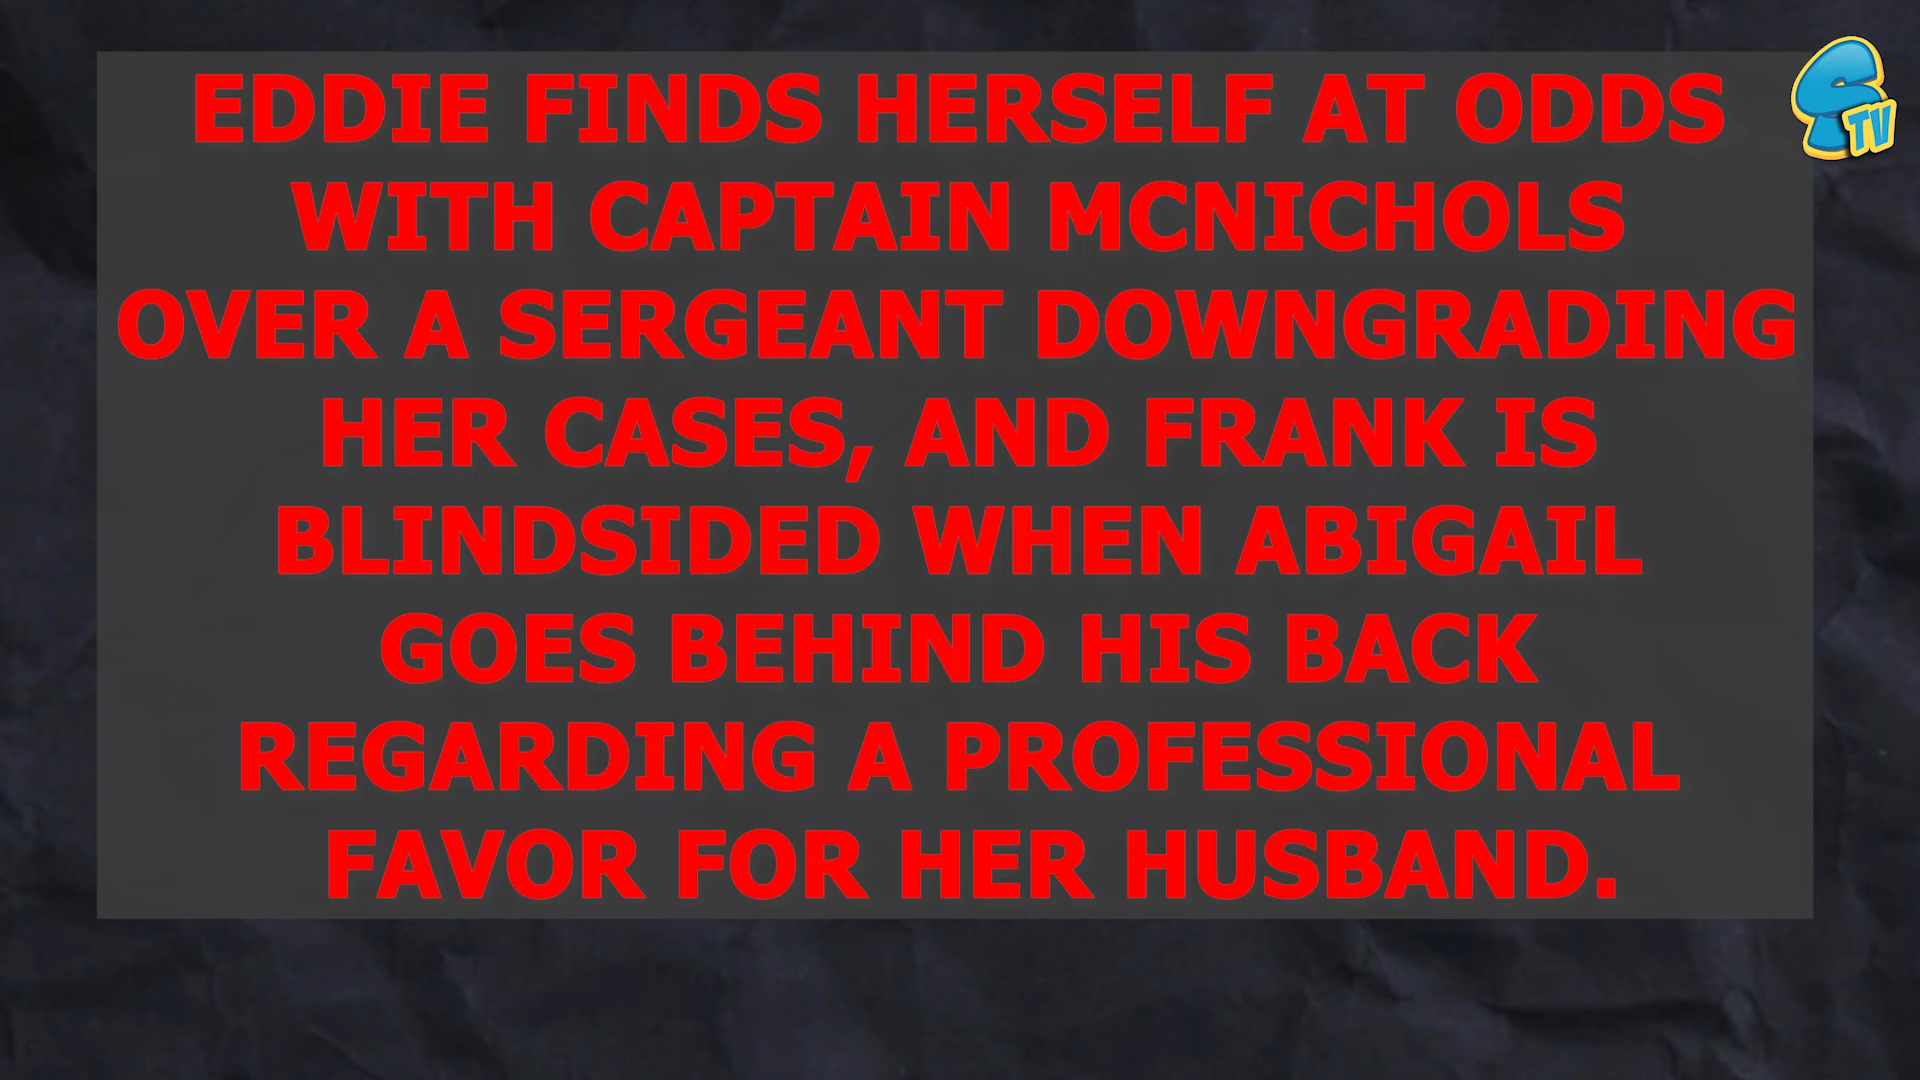 EDDIE FINDS HERSELF AT ODDS
WITH CAPTAIN MCNICHOLS
OVER A SERGEANT DOWNGRADING
HER CASES, AND FRANK IS
BLINDSIDED WHEN ABIGAIL
GOES BEHIND HIS BACK
REGARDING A PROFESSIONAL
FAVOR FOR HER HUSBAND.
TV